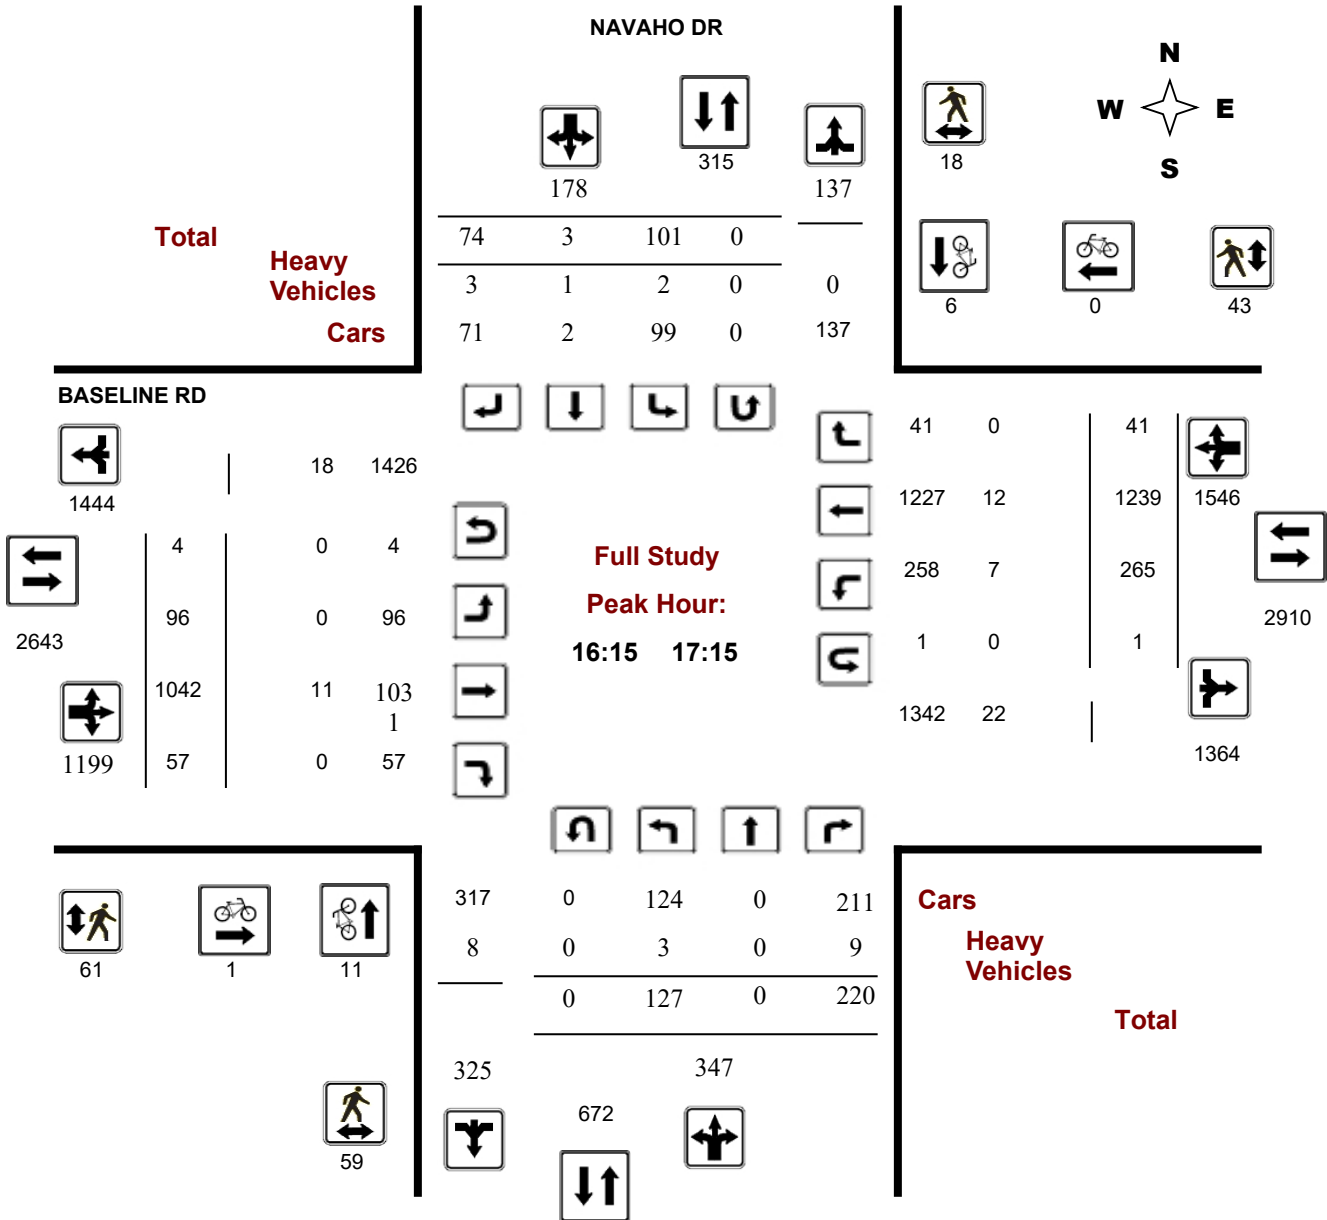 NAVAHO DR
N
W E
S
315
18
178
137
Total
74 3 101 0
Heavy
Vehicles
3 1 2 0 0
6 0 43
Cars
71 2 99 0 137
BASELINE RD
41 0 41
18 1426
1444
1227 12 1239 1546
4 0 4
Full Study
258 7 265
96 0 96
Peak Hour:
2910
2643
16:15 17:15
1 0 1
1042 11 103
1
1342 22
1199 57 0 57
1364
317 0 124 0 211
Cars
8 0 3 0 9
Heavy
Vehicles
61 1 11
0 127 0 220
Total
325 347
672
59